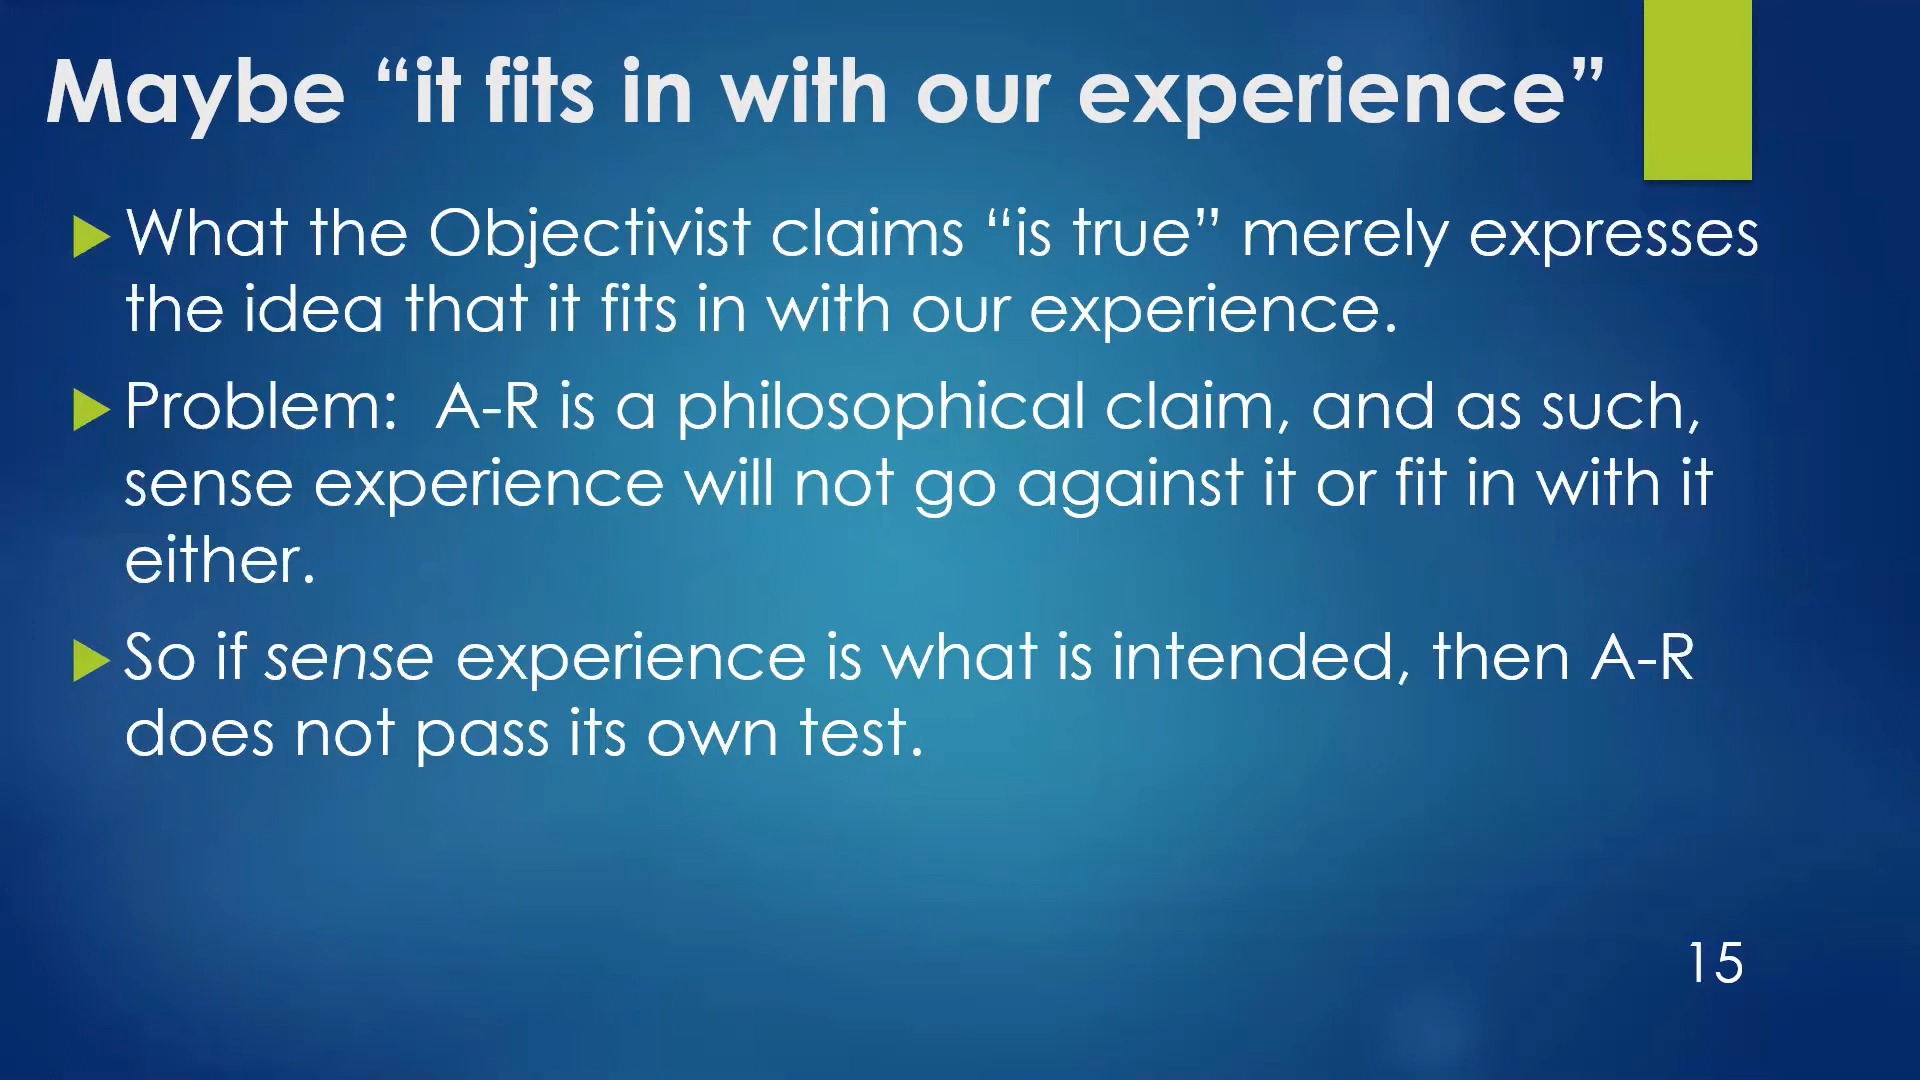 Maybe “it fits in with our experience”
What the Objectivist claims “is true” merely expresses
the idea that it fits in with our experience.
Problem:  A-R is a philosophical claim, and as such,
sense experience will not go against it or fit in with it
either.
So if sense experience is what is intended, then A-R
does not pass its own test.
15